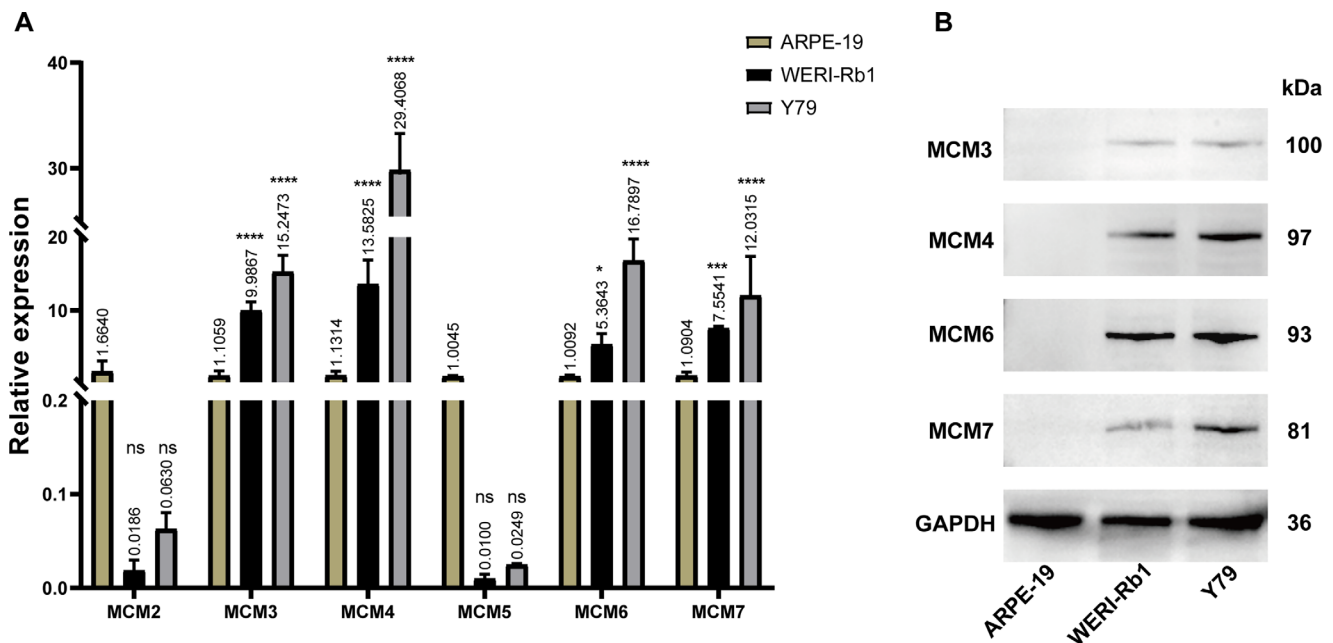 A
Relative expression
40
30
20
10
0.2
0.1
0.0
ARPE-19
WERI-Rb1
Y79
1.6640
ns
0.0186
ns
0.0630
1.1059
****
9.9867
****
15.2473
1.1314
****
13.5825
****
29.4068
1.0045
ns
0.0100
ns
0.0249
1.0092
*
5.3643
****
16.7897
1.0904
***
7.5541
****
12.0315
MCM2 MCM3 MCM4 MCM5 MCM6 MCM7
B
kDa
MCM3 100
MCM4 97
MCM6 93
MCM7 81
GAPDH 36
ARPE-19 WERI-Rb1 Y79